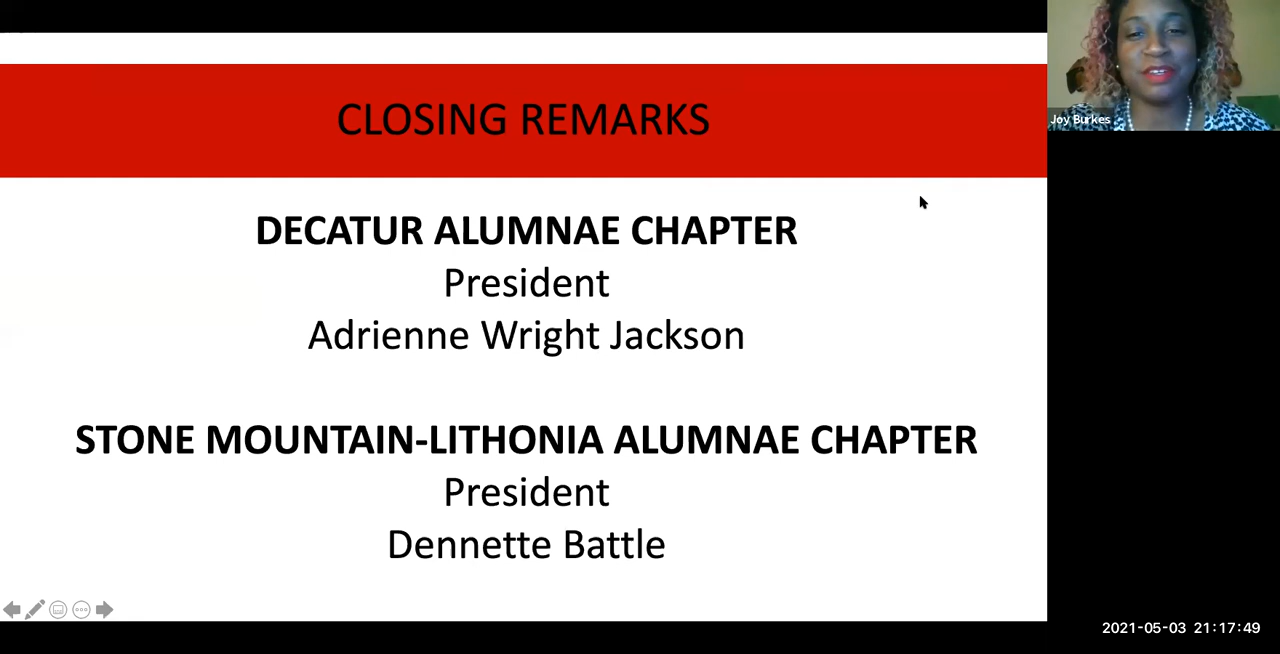 CLOSING REMARKS
Joy Burkes
DECATUR ALUMNAE CHAPTER
President
Adrienne Wright Jackson
STONE MOUNTAIN-LITHONIA ALUMNAE CHAPTER
President
Dennette Battle
2021-05-03 21:17:49